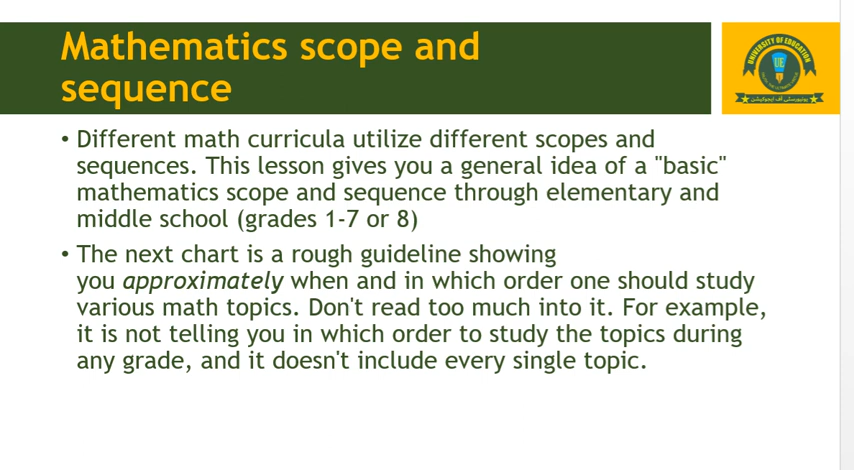 Mathematics scope and
sequence
UNIVERSITY OF EDUCATION
UE
یونیورسٹی آف ایجوکیشن
• Different math curricula utilize different scopes and
sequences. This lesson gives you a general idea of a "basic"
mathematics scope and sequence through elementary and
middle school (grades 1-7 or 8)
• The next chart is a rough guideline showing
you approximately when and in which order one should study
various math topics. Don't read too much into it. For example,
it is not telling you in which order to study the topics during
any grade, and it doesn't include every single topic.